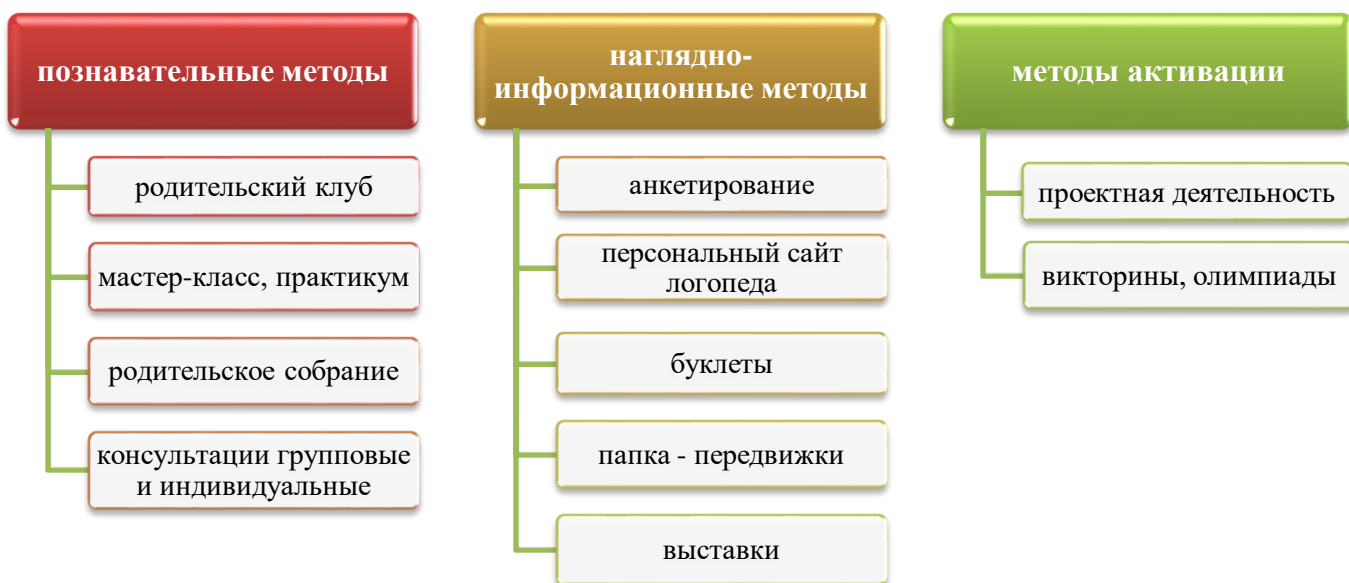 познавательные методы
родительский клуб
мастер-класс, практикум
родительское собрание
консультации групповые
и индивидуальные
наглядно-
информационные методы
анкетирование
персональный сайт
логопеда
буклеты
папка - передвижки
выставки
методы активации
проектная деятельность
викторины, олимпиады